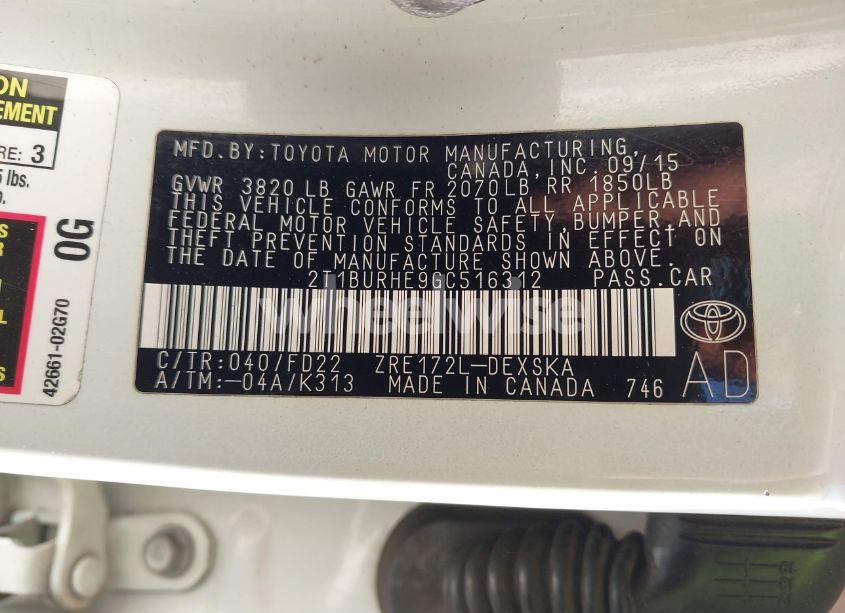 ON
EMENT
RE: 3
5 lbs.
0G
42661-02G70
MFD.BY:TOYOTA MOTOR MANUFACTURING,
CANADA,INC.09/15
GVWR 3820 LB GAWR FR 2070LB RR 1850LB
THIS VEHICLE CONFORMS TO ALL APPLICABLE
FEDERAL MOTOR VEHICLE SAFETY,BUMPER,AND
THEFT PREVENTION STANDARDS IN EFFECT ON
THE DATE OF MANUFACTURE SHOWN ABOVE.
2T1BURHE9GC516312 PASS.CAR
wheelwise
C/TR:040/FD22 ZRE172L-DEXSKA
A/TM:-04A/K313 MADE IN CANADA 746
AD